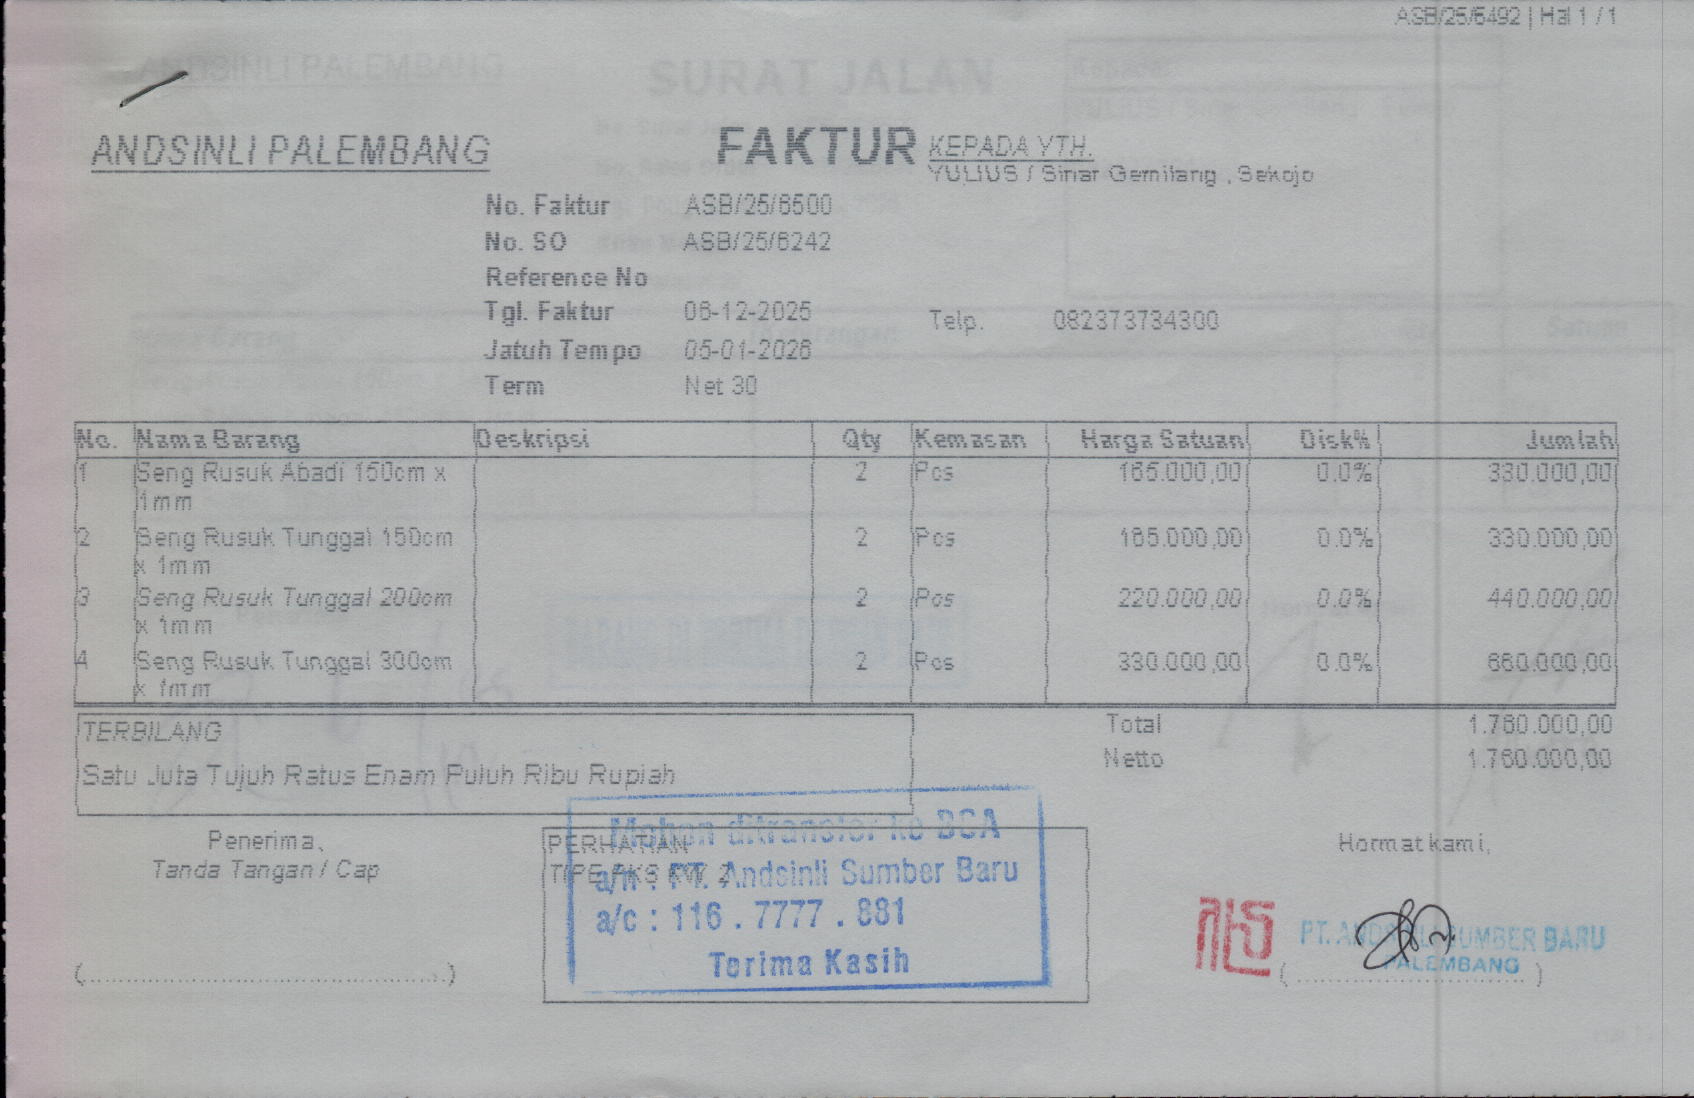 ASB/25/6492 | Hal 1 / 1
ANDSINLI PALEMBANG
SURAT JALAN
ANDSINLI PALEMBANG
FAKTUR
KEPADA YTH.
YULIUS / Sinar Gemilang , Sekojo
No. Faktur ASB/25/6500
No. SO ASB/25/6242
Reference No
Tgl. Faktur 06-12-2025
Telp. 082373734300
Jatuh Tempo 05-01-2026
Term Net 30
No. Nama Barang Deskripsi Qty Kemasan Harga Satuan Disk% Jumlah
1 Seng Rusuk Abadi 150cm x 2 Pcs 165.000,00 0.0% 330.000,00
1mm
2 Seng Rusuk Tunggal 150cm 2 Pcs 165.000,00 0.0% 330.000,00
x 1mm
3 Seng Rusuk Tunggal 200cm 2 Pcs 220.000,00 0.0% 440.000,00
x 1mm
4 Seng Rusuk Tunggal 300cm 2 Pcs 330.000,00 0.0% 660.000,00
x 1mm
TERBILANG
Satu Juta Tujuh Ratus Enam Puluh Ribu Rupiah
Total 1.760.000,00
Netto 1.760.000,00
Penerima,
Tanda Tangan / Cap
(............................................)
PERHATIAN
Mohon ditransfer ke BCA
a/n : PT. Andsinli Sumber Baru
a/c : 116 . 7777 . 881
Terima Kasih
Hormat kami,
PT. ANDSINLI SUMBER BARU
PALEMBANG
( ............................ )